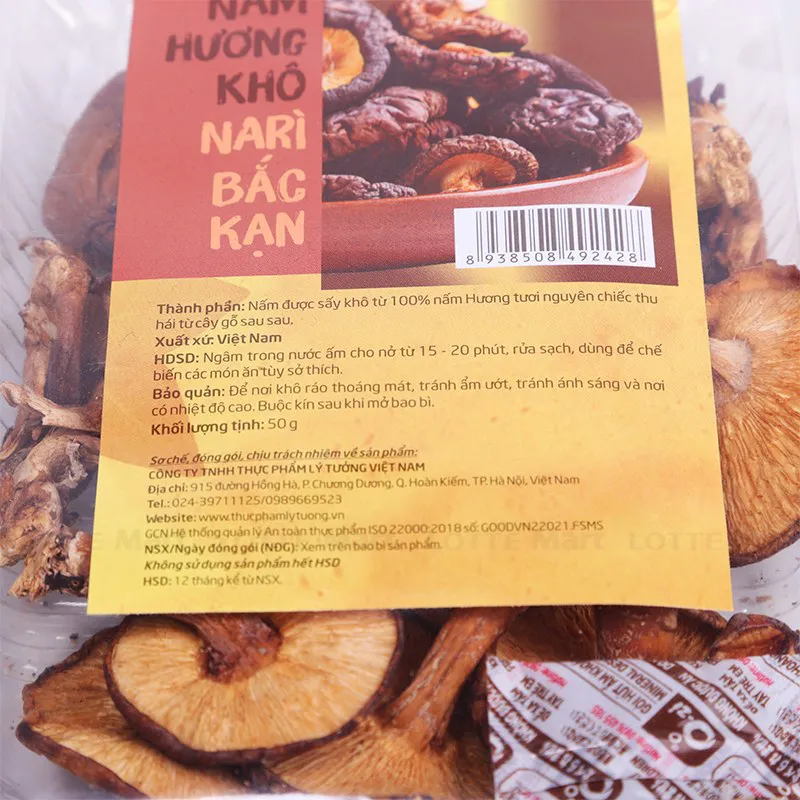 NẤM
HƯƠNG
KHÔ
NARÌ
BẮC
KẠN
8 938508 492428
Thành phần: Nấm được sấy khô từ 100% nấm Hương tươi nguyên chiếc thu
hái từ cây gỗ sau sau.
Xuất xứ: Việt Nam
HDSD: Ngâm trong nước ấm cho nở từ 15 - 20 phút, rửa sạch, dùng để chế
biến các món ăn tùy sở thích.
Bảo quản: Để nơi khô ráo thoáng mát, tránh ẩm ướt, tránh ánh sáng và nơi
có nhiệt độ cao. Buộc kín sau khi mở bao bì.
Khối lượng tịnh: 50 g
Sơ chế, đóng gói, chịu trách nhiệm về sản phẩm:
CÔNG TY TNHH THỰC PHẨM LÝ TƯỞNG VIỆT NAM
Địa chỉ: 915 đường Hồng Hà, P. Chương Dương, Q. Hoàn Kiếm, TP. Hà Nội, Việt Nam
Tel.: 024-39711125/0989669523
Website: www.thucphamlytuong.vn
GCN Hệ thống quản lý An toàn thực phẩm ISO 22000:2018 số: GOODVN22021.FSMS
NSX/Ngày đóng gói (NĐG): Xem trên bao bì sản phẩm.
Không sử dụng sản phẩm hết HSD
HSD: 12 tháng kể từ NSX.
LOTTE Mart
GÓI HÚT ẨM KHÍ